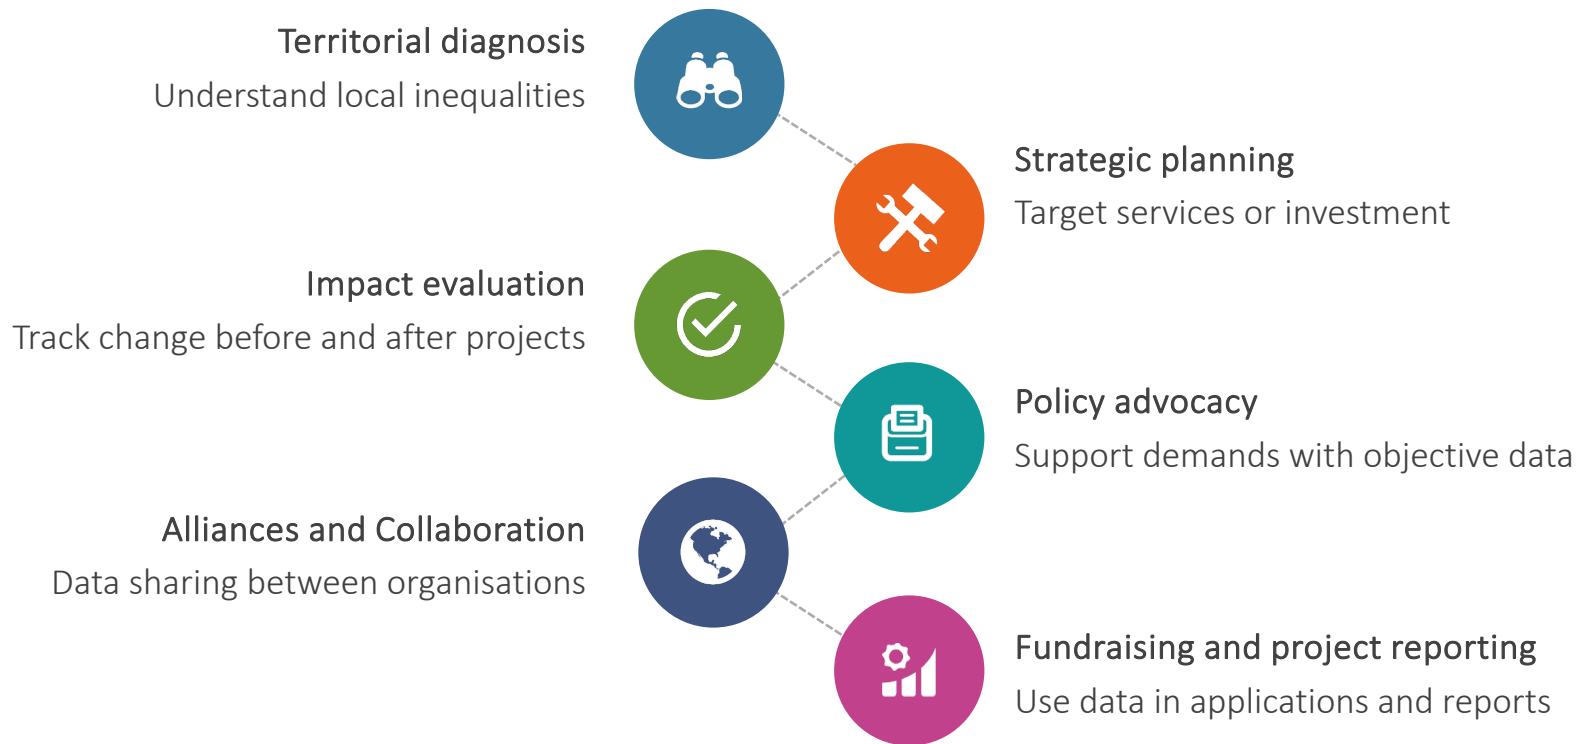 Territorial diagnosis
Understand local inequalities
Strategic planning
Target services or investment
Impact evaluation
Track change before and after projects
Policy advocacy
Support demands with objective data
Alliances and Collaboration
Data sharing between organisations
Fundraising and project reporting
Use data in applications and reports